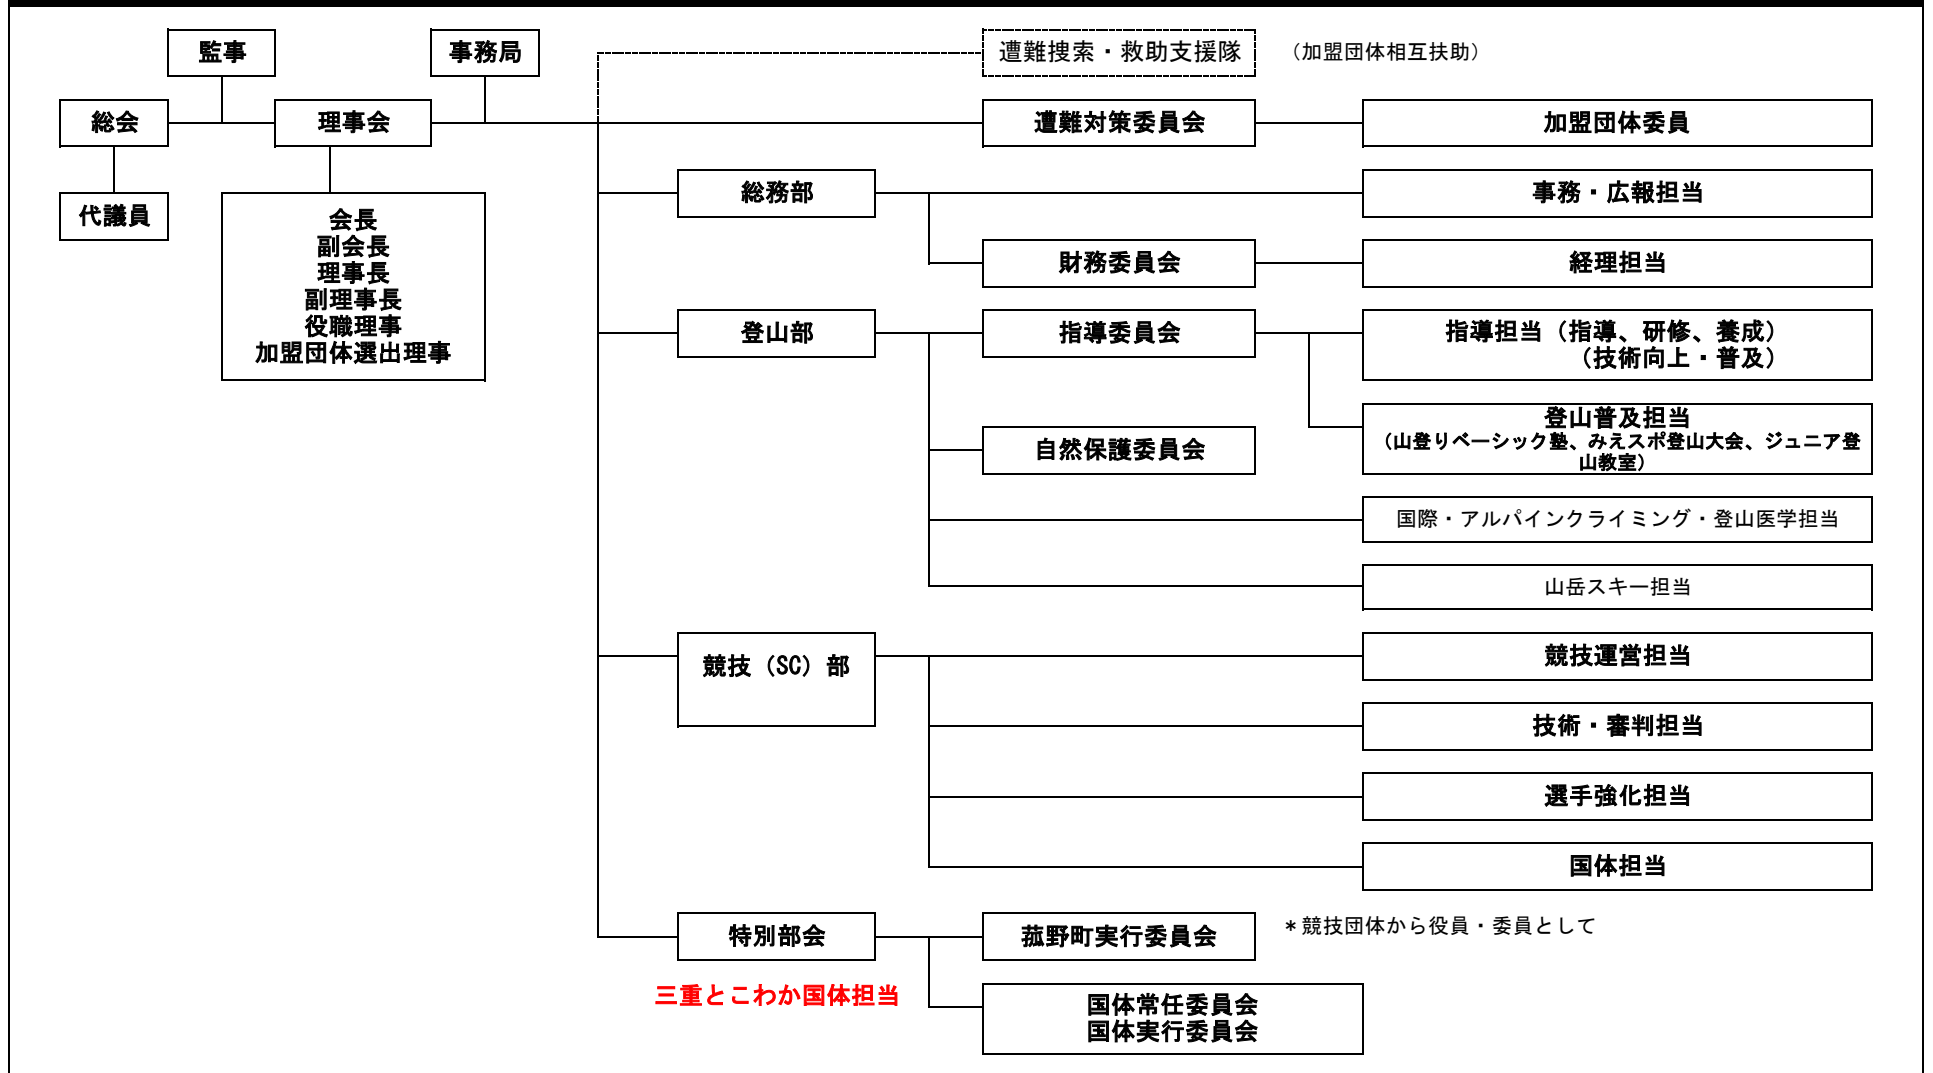 監事
事務局
遭難捜索・救助支援隊
（加盟団体相互扶助）
総会
理事会
遭難対策委員会
加盟団体委員
代議員
会長
副会長
理事長
副理事長
役職理事
加盟団体選出理事
総務部
事務・広報担当
財務委員会
経理担当
登山部
指導委員会
指導担当（指導、研修、養成）
（技術向上・普及）
登山普及担当
（山登りベーシック塾、みえスポ登山大会、ジュニア登
山教室）
自然保護委員会
国際・アルパインクライミング・登山医学担当
山岳スキー担当
競技（SC）部
競技運営担当
技術・審判担当
選手強化担当
国体担当
特別部会
菰野町実行委員会
＊競技団体から役員・委員として
三重とこわか国体担当
国体常任委員会
国体実行委員会